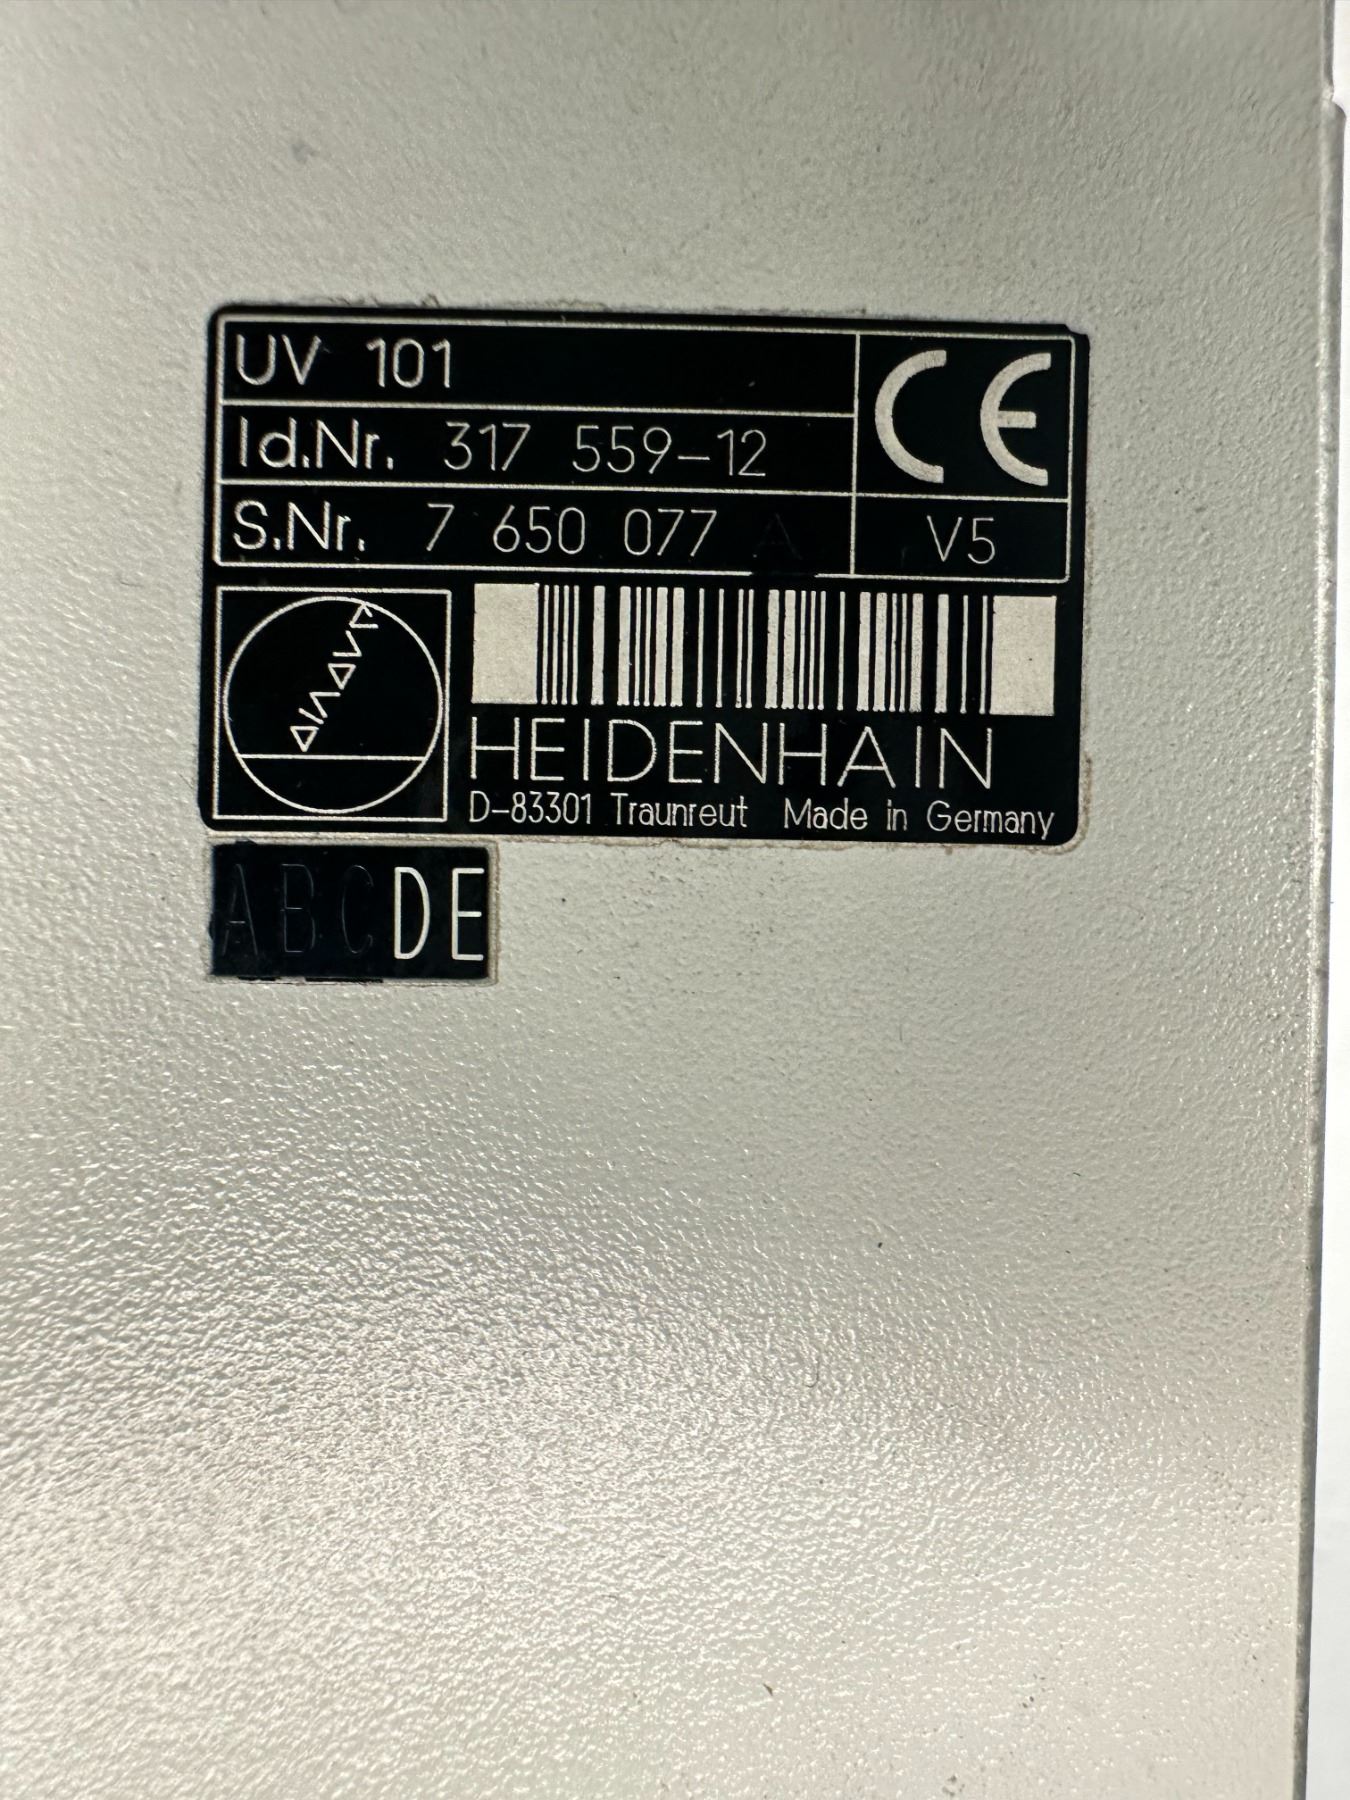 UV 101
Id.Nr. 317 559-12
S.Nr. 7 650 077 A
CE
V5
HEIDENHAIN
D-83301 Traunreut Made in Germany
ABCDE